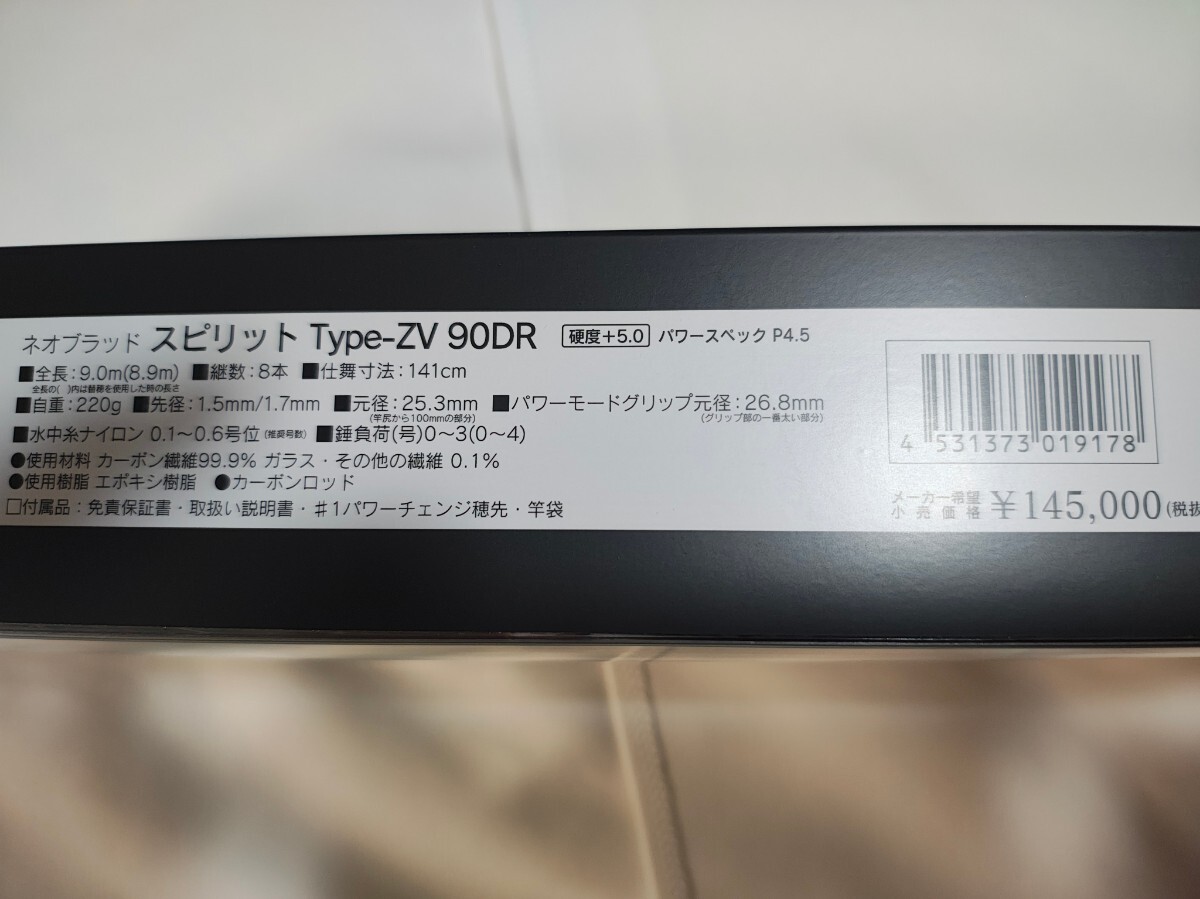 ネオブラッド スピリット Type-ZV 90DR 硬度+5.0 パワースペック P4.5
■全長：9.0m(8.9m) ■継数：8本 ■仕舞寸法：141cm
全長の( )内は替穂を使用した時の長さ
■自重：220g ■先径：1.5mm/1.7mm ■元径：25.3mm ■パワーモードグリップ元径：26.8mm
(竿尻から100mmの部分) (グリップ部の一番太い部分)
■水中糸ナイロン 0.1〜0.6号位(推奨号数) ■錘負荷(号)0〜3(0〜4)
●使用材料 カーボン繊維99.9% ガラス・その他の繊維 0.1%
●使用樹脂 エポキシ樹脂 ●カーボンロッド
□付属品：免責保証書・取扱い説明書・♯1パワーチェンジ穂先・竿袋
4 531373 019178
メーカー希望
小売価格 ¥145,000(税抜